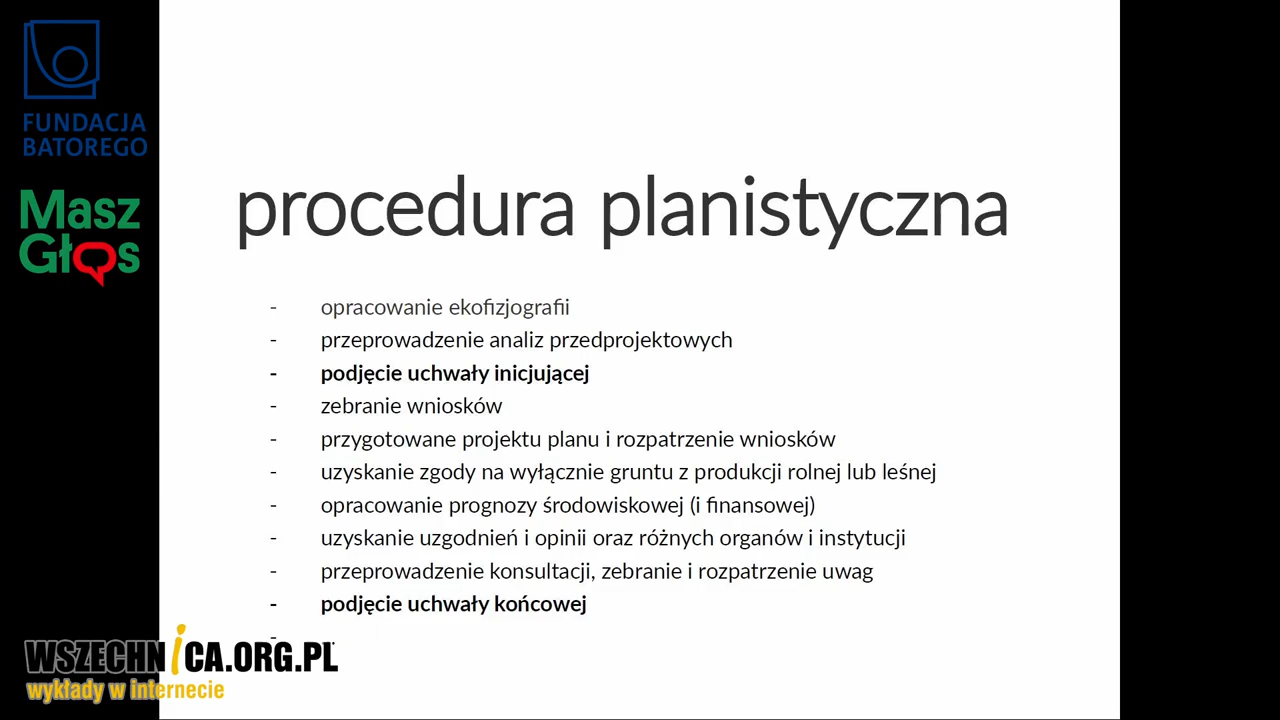 FUNDACJA
BATOREGO
Masz
Głos
procedura planistyczna
- opracowanie ekofizjografii
- przeprowadzenie analiz przedprojektowych
- podjęcie uchwały inicjującej
- zebranie wniosków
- przygotowane projektu planu i rozpatrzenie wniosków
- uzyskanie zgody na wyłącznie gruntu z produkcji rolnej lub leśnej
- opracowanie prognozy środowiskowej (i finansowej)
- uzyskanie uzgodnień i opinii oraz różnych organów i instytucji
- przeprowadzenie konsultacji, zebranie i rozpatrzenie uwag
- podjęcie uchwały końcowej
-
WSZECHNiCA.ORG.PL
wykłady w internecie